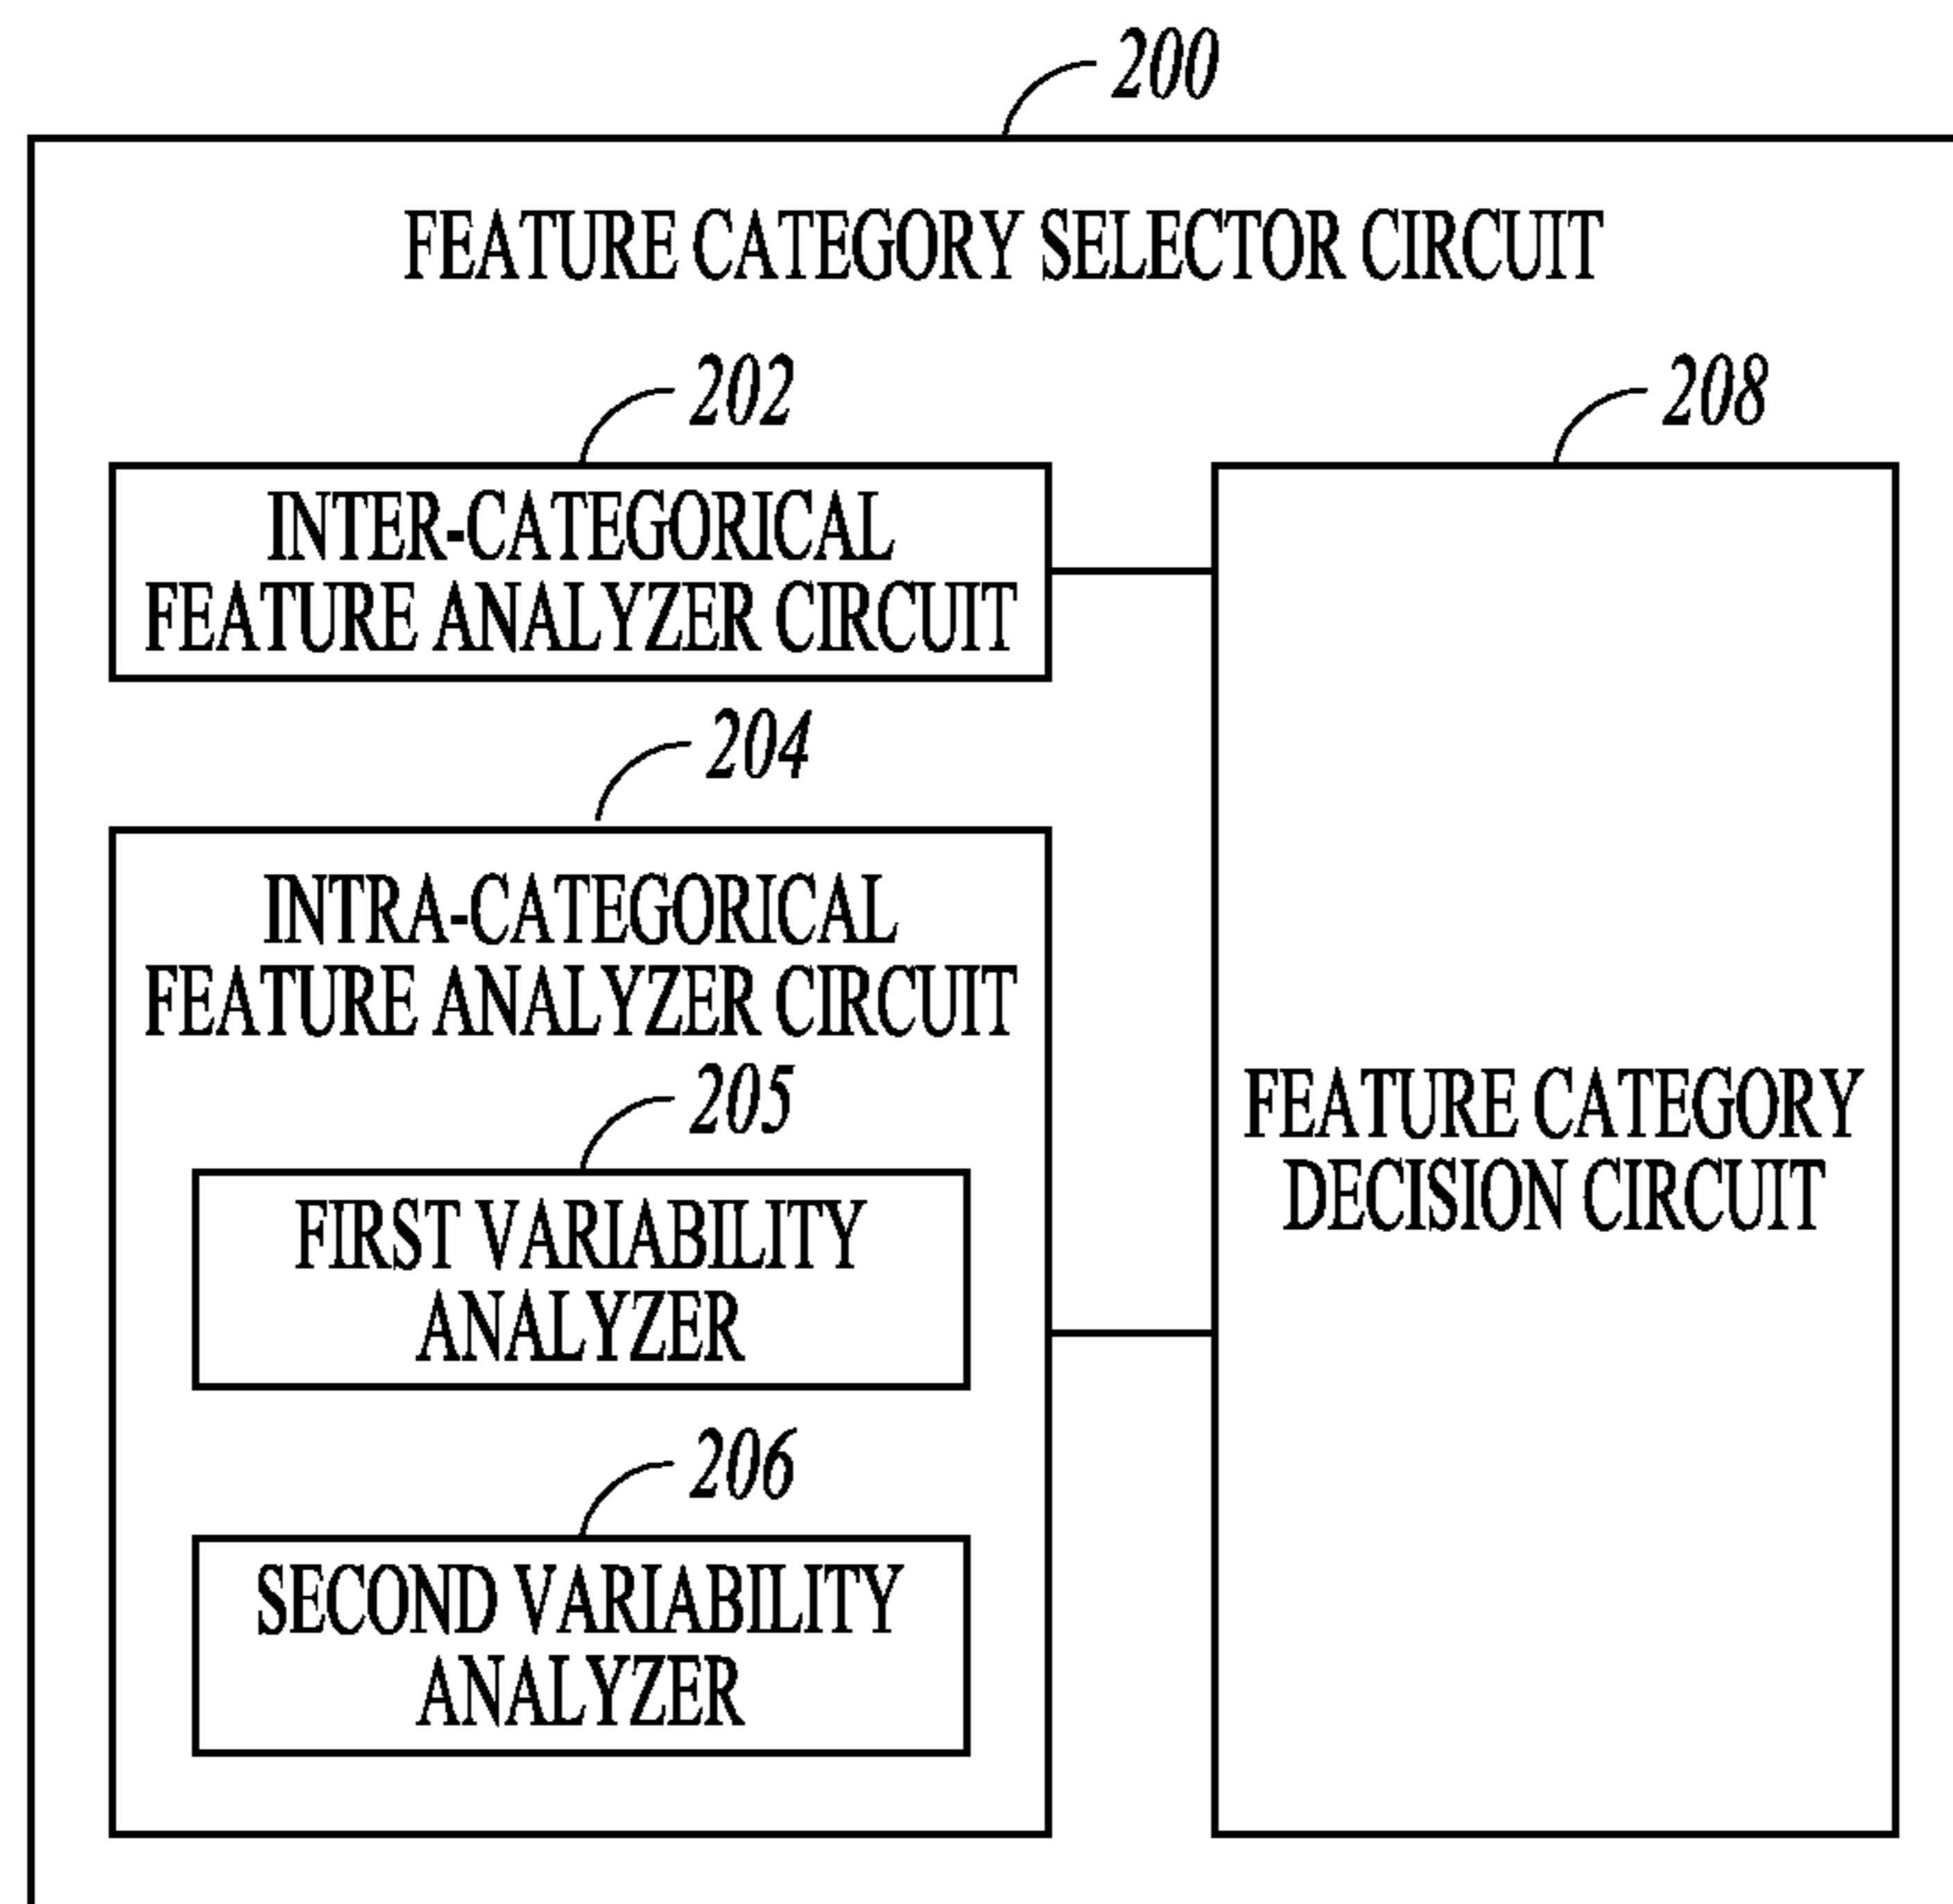 200
FEATURE CATEGORY SELECTOR CIRCUIT
202
INTER-CATEGORICAL
FEATURE ANALYZER CIRCUIT
204
INTRA-CATEGORICAL
FEATURE ANALYZER CIRCUIT
205
FIRST VARIABILITY
ANALYZER
206
SECOND VARIABILITY
ANALYZER
208
FEATURE CATEGORY
DECISION CIRCUIT